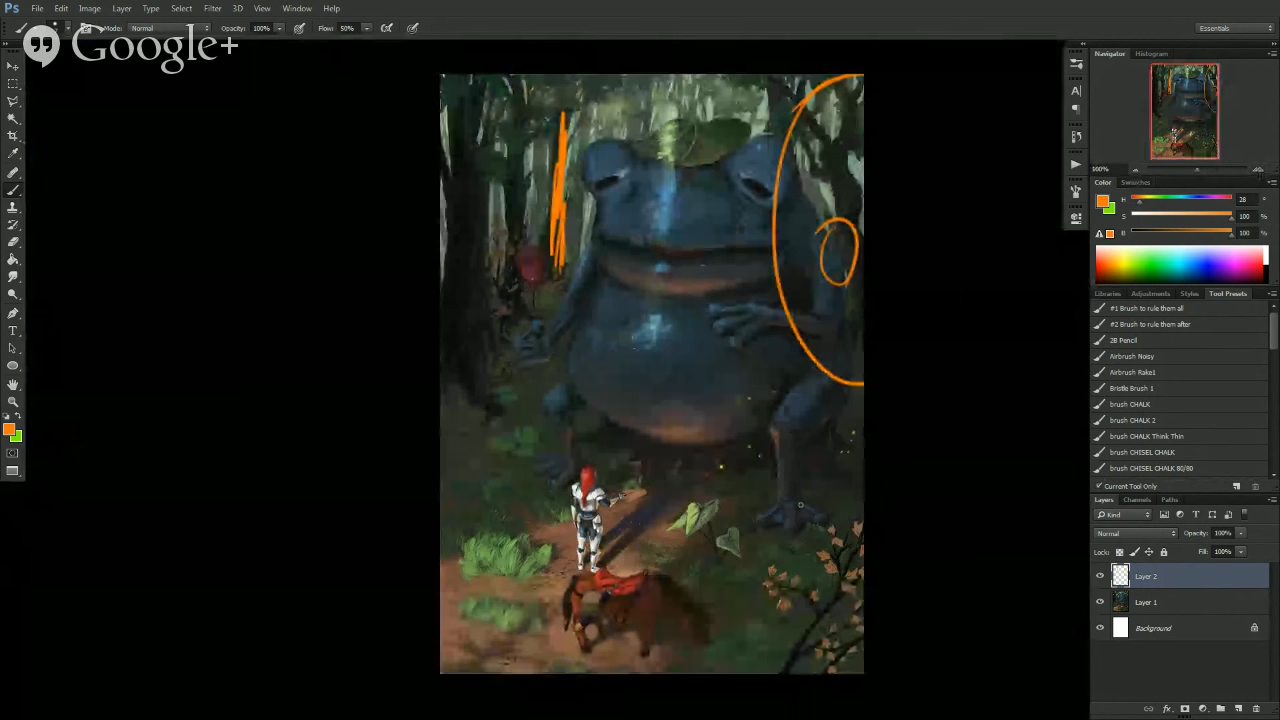 Ps File Edit Image Layer Type Select Filter 3D View Window Help
Mode: Normal Opacity: 100% Flow: 50% Essentials
Google+
Navigator Histogram
100%
Color Swatches
H 28 °
S 100 %
B 100 %
Libraries Adjustments Styles Tool Presets
#1 Brush to rule them all
#2 Brush to rule them after
2B Pencil
Airbrush Noisy
Airbrush Rake1
Bristle Brush 1
brush CHALK
brush CHALK 2
brush CHALK Think Thin
brush CHISEL CHALK
brush CHISEL CHALK 80/80
Current Tool Only
Layers Channels Paths
Kind
Normal Opacity: 100%
Lock: Fill: 100%
Layer 2
Layer 1
Background